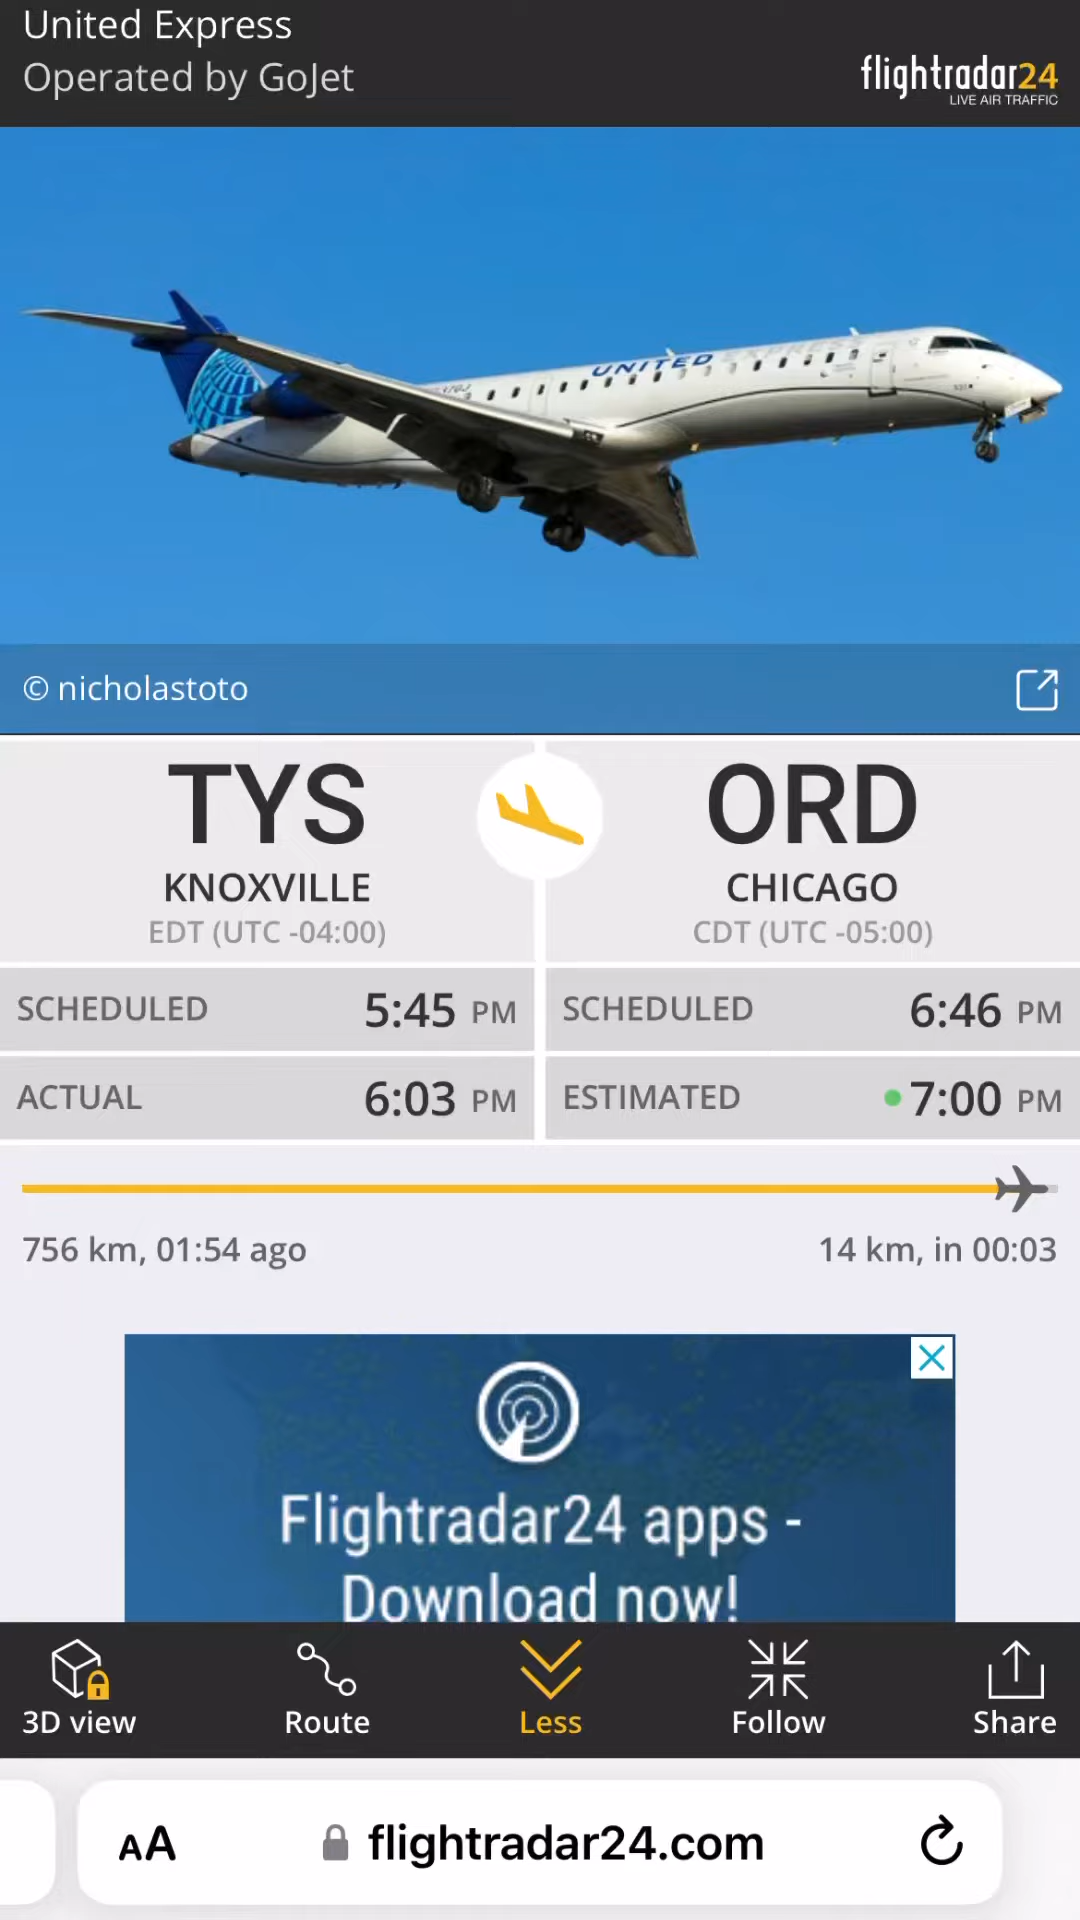 United Express
Operated by GoJet
flightradar24
LIVE AIR TRAFFIC
UNITED EXPRESS
© nicholastoto
TYS
KNOXVILLE
EDT (UTC -04:00)
ORD
CHICAGO
CDT (UTC -05:00)
SCHEDULED 5:45 PM
SCHEDULED 6:46 PM
ACTUAL 6:03 PM
ESTIMATED 7:00 PM
756 km, 01:54 ago
14 km, in 00:03
Flightradar24 apps -
Download now!
3D view
Route
Less
Follow
Share
AA
flightradar24.com